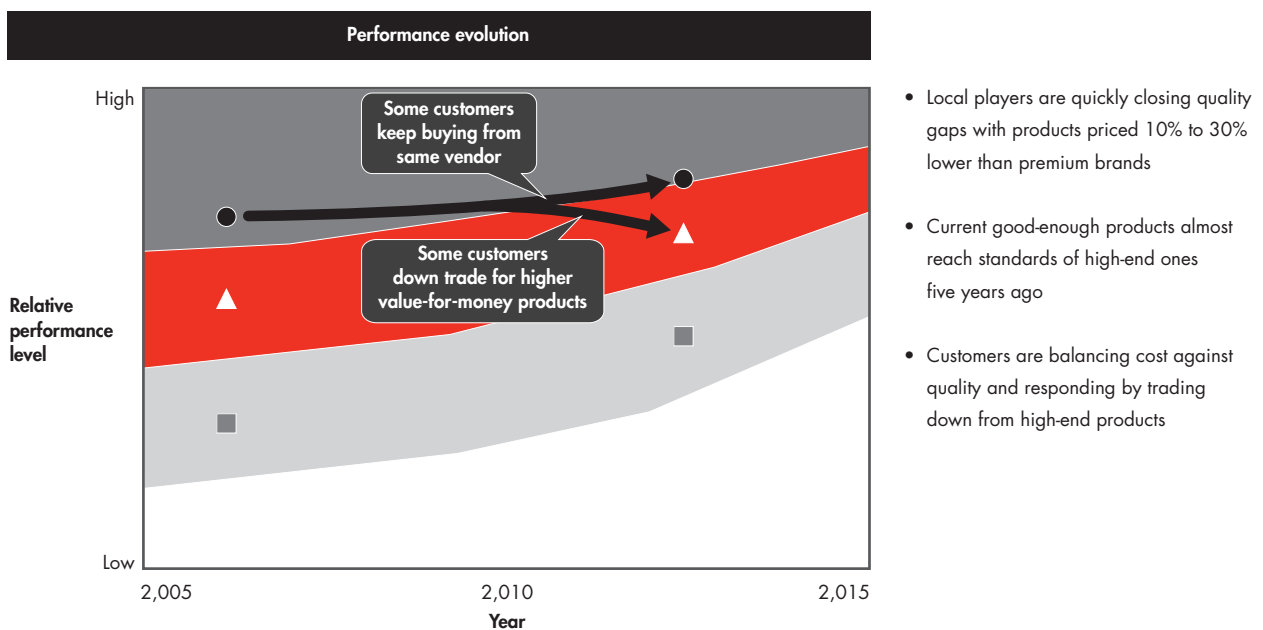 Performance evolution
High
Some customers
keep buying from
same vendor
Some customers
down trade for higher
value-for-money products
Relative
performance
level
Low
2,005
2,010
2,015
Year
• Local players are quickly closing quality
gaps with products priced 10% to 30%
lower than premium brands
• Current good-enough products almost
reach standards of high-end ones
five years ago
• Customers are balancing cost against
quality and responding by trading
down from high-end products